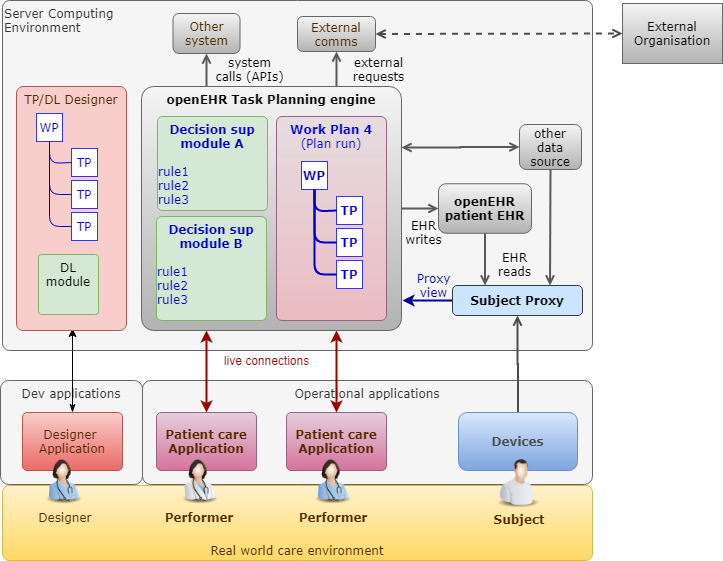 Server Computing
Environment
Other
system
External
comms
External
Organisation
system
calls (APIs)
external
requests
TP/DL Designer
WP
TP
TP
TP
DL
module
openEHR Task Planning engine
Decision sup
module A
rule1
rule2
rule3
Decision sup
module B
rule1
rule2
rule3
Work Plan 4
(Plan run)
WP
TP
TP
TP
other
data
source
openEHR
patient EHR
EHR
writes
EHR
reads
Proxy
view
Subject Proxy
live connections
Dev applications
Operational applications
Designer
Application
Patient care
Application
Patient care
Application
Devices
Designer
Performer
Performer
Subject
Real world care environment